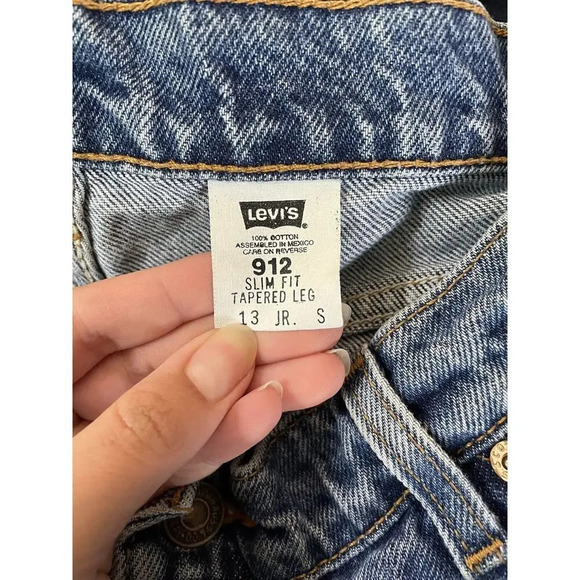 LEVI'S ®
100% COTTON
ASSEMBLED IN MEXICO
CARE ON REVERSE
912
SLIM FIT
TAPERED LEG
13 JR. S